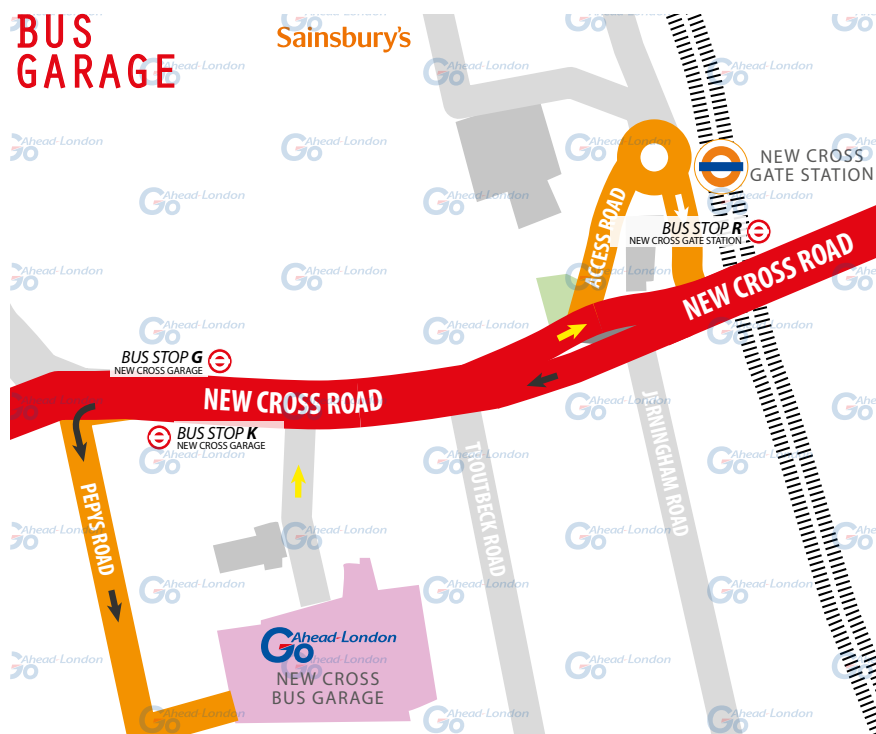 BUS
GARAGE
Sainsbury's
NEW CROSS
GATE STATION
ACCESS ROAD
BUS STOP R
NEW CROSS GATE STATION
NEW CROSS ROAD
BUS STOP G
NEW CROSS GARAGE
NEW CROSS ROAD
BUS STOP K
NEW CROSS GARAGE
PEPYS ROAD
TROUTBECK ROAD
JERNINGHAM ROAD
Go Ahead-London
NEW CROSS
BUS GARAGE